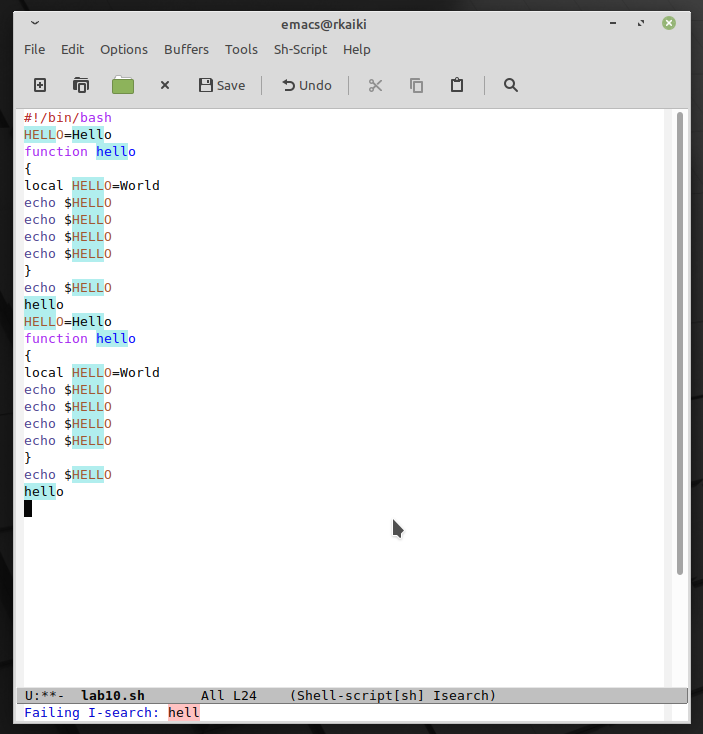 emacs@rkaiki
File Edit Options Buffers Tools Sh-Script Help
Save Undo
#!/bin/bash
HELLO=Hello
function hello
{
local HELLO=World
echo $HELLO
echo $HELLO
echo $HELLO
echo $HELLO
}
echo $HELLO
hello
HELLO=Hello
function hello
{
local HELLO=World
echo $HELLO
echo $HELLO
echo $HELLO
echo $HELLO
}
echo $HELLO
hello
U:**- lab10.sh All L24 (Shell-script[sh] Isearch)
Failing I-search: hell